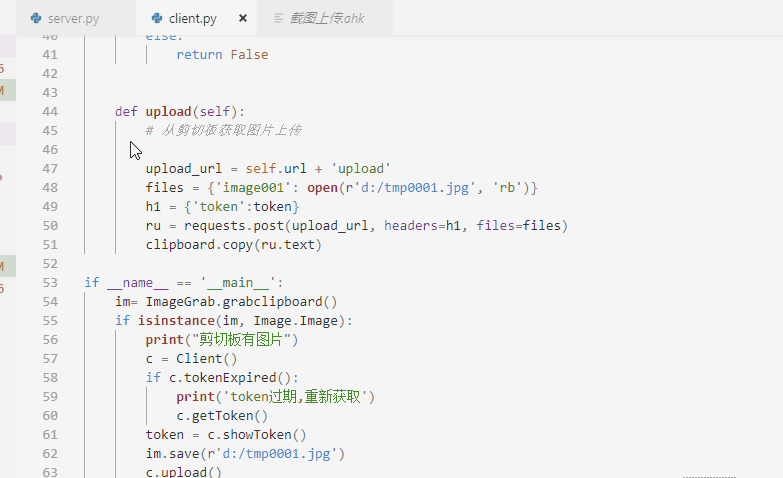 server.py client.py × 截图上传.ahk
40 else:
41 return False
42
43
44 def upload(self):
45 # 从剪切板获取图片上传
46
47 upload_url = self.url + 'upload'
48 files = {'image001': open(r'd:/tmp0001.jpg', 'rb')}
49 h1 = {'token':token}
50 ru = requests.post(upload_url, headers=h1, files=files)
51 clipboard.copy(ru.text)
52
53 if __name__ == '__main__':
54 im= ImageGrab.grabclipboard()
55 if isinstance(im, Image.Image):
56 print("剪切板有图片")
57 c = Client()
58 if c.tokenExpired():
59 print('token过期,重新获取')
60 c.getToken()
61 token = c.showToken()
62 im.save(r'd:/tmp0001.jpg')
63 c.upload()